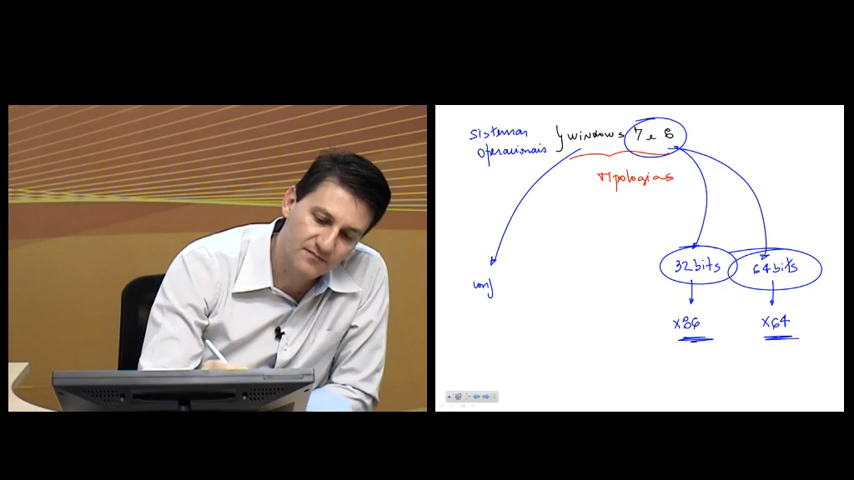 Sistemas
operacionais
windows 7 e 8
Tipologias
32bits 64bits
x86 x64